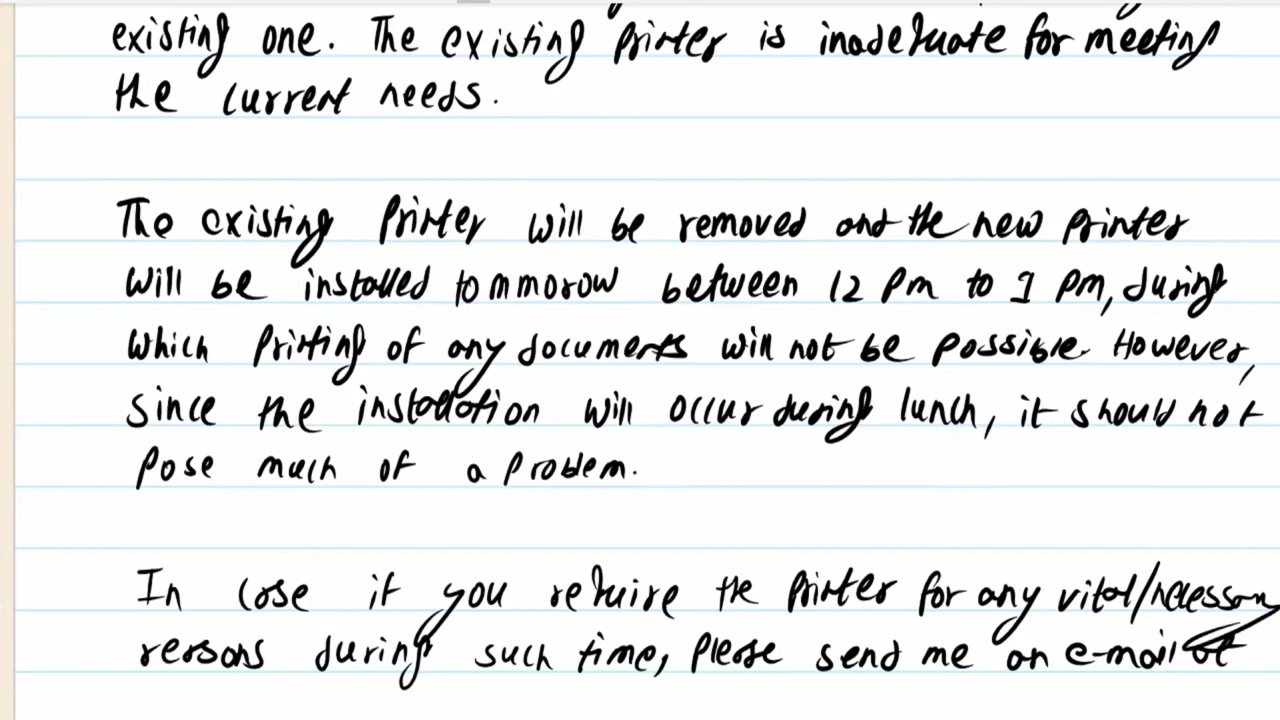 existing one. The existing printer is inadequate for meeting
the current needs.
The existing Printer will be removed and the new printer
will be installed tommorow between 12 Pm to 1 Pm, during
which Printing of any documents will not be possible. However,
since the installation will occur during lunch, it should not
pose much of a problem.
In case if you require the printer for any vital/necessary
reasons during such time, please send me an e-mail at